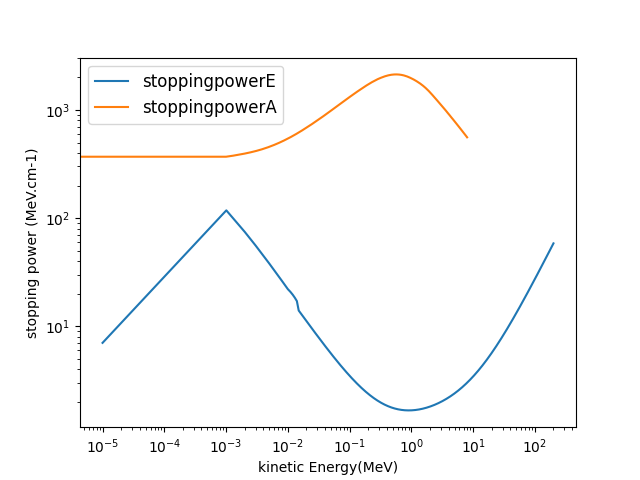 stoppingpowerE
stoppingpowerA
stopping power (MeV.cm-1)
10³
10²
10¹
10⁻⁵
10⁻⁴
10⁻³
10⁻²
10⁻¹
10⁰
10¹
10²
kinetic Energy(MeV)